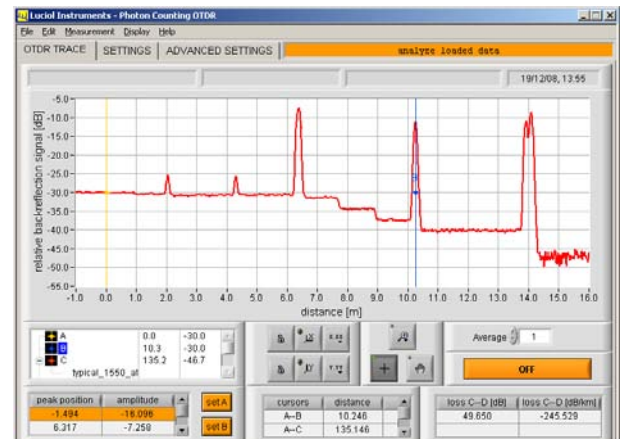 Luciol Instruments - Photon Counting OTDR
File Edit Measurement Display Help
OTDR TRACE SETTINGS ADVANCED SETTINGS analyze loaded data
19/12/08, 13:55
relative backreflection signal [dB]
-5.0
-10.0
-15.0
-20.0
-25.0
-30.0
-35.0
-40.0
-45.0
-50.0
-55.0
B
-1.0 0.0 1.0 2.0 3.0 4.0 5.0 6.0 7.0 8.0 9.0 10.0 11.0 12.0 13.0 14.0 15.0 16.0
distance [m]
A 0.0 -30.0
B 10.3 -30.0
C 135.2 -46.7
typical_1550_at
Average 1
OFF
peak position amplitude
-1.494 -16.096
6.317 -7.258
set A
set B
cursors distance
A--B 10.246
A--C 135.146
loss C--D [dB] loss C--D [dB/km]
49.650 -245.529